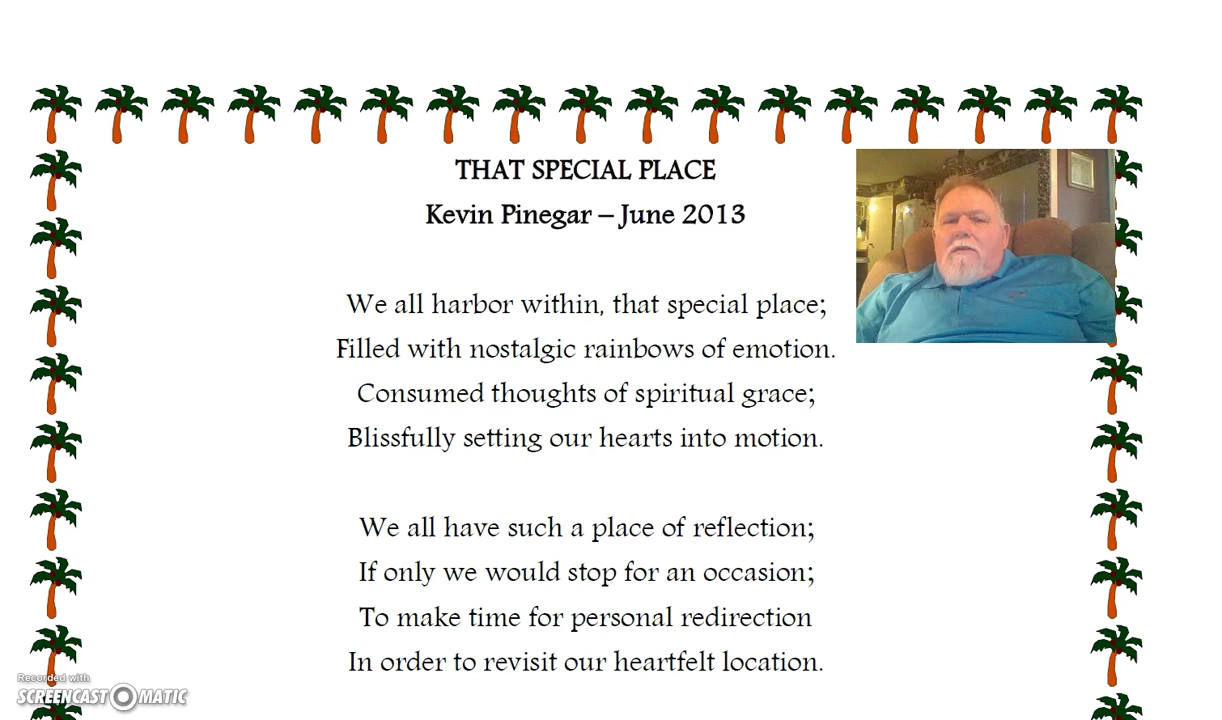 THAT SPECIAL PLACE
Kevin Pinegar – June 2013
We all harbor within, that special place;
Filled with nostalgic rainbows of emotion.
Consumed thoughts of spiritual grace;
Blissfully setting our hearts into motion.
We all have such a place of reflection;
If only we would stop for an occasion;
To make time for personal redirection
In order to revisit our heartfelt location.
Recorded with
SCREENCAST-O-MATIC